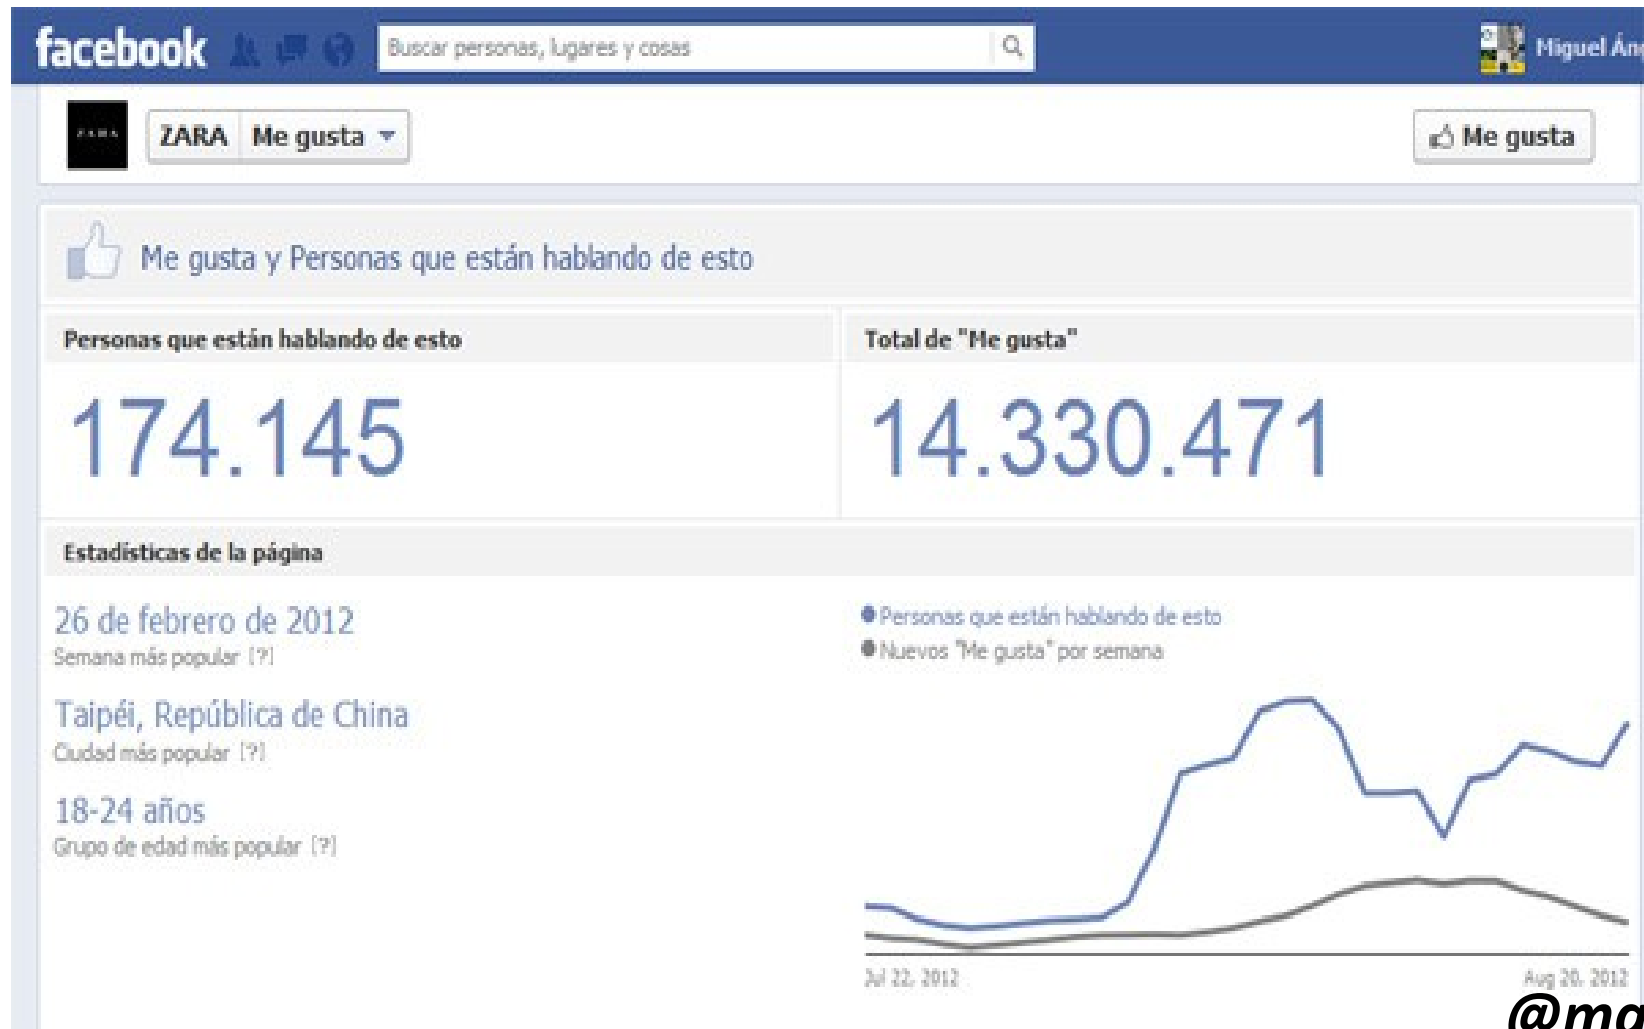 facebook Buscar personas, lugares y cosas Miguel Án
ZARA ZARA Me gusta Me gusta
Me gusta y Personas que están hablando de esto
Personas que están hablando de esto
174.145
Total de "Me gusta"
14.330.471
Estadísticas de la página
26 de febrero de 2012
Semana más popular [?]
Taipéi, República de China
Ciudad más popular [?]
18-24 años
Grupo de edad más popular [?]
Personas que están hablando de esto
Nuevos "Me gusta" por semana
Jul 22, 2012 Aug 20, 2012